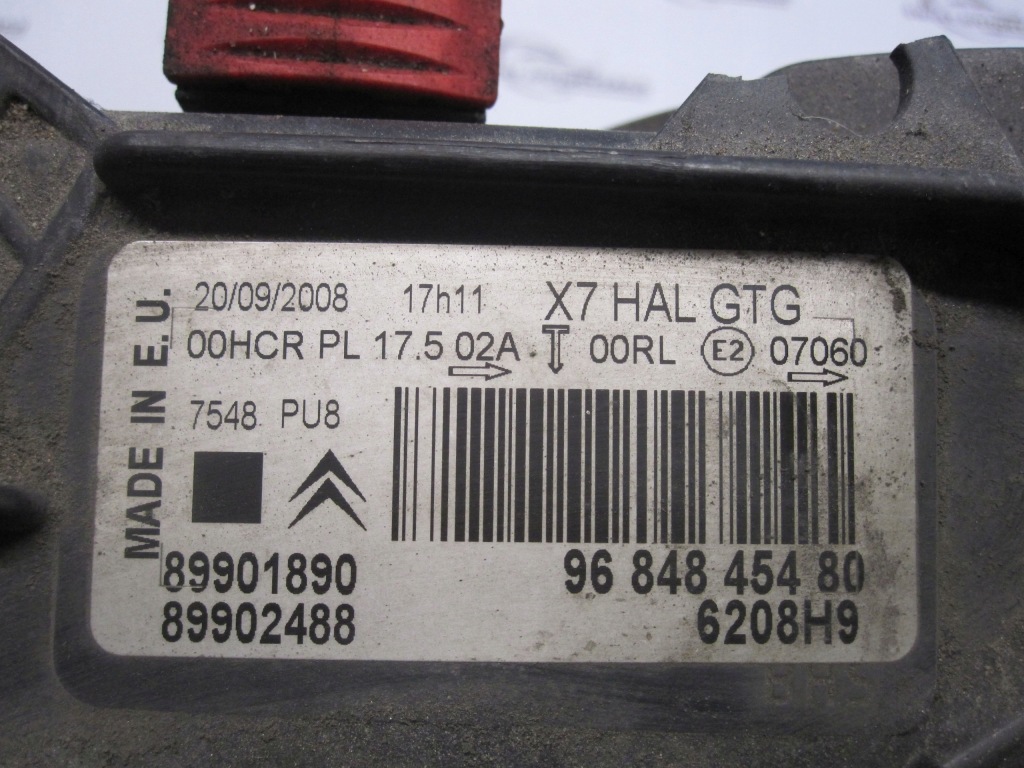 MADE IN E.U.
20/09/2008 17h11 X7 HAL GTG
00HCR PL 17.5 02A 00RL E2 07060
7548 PU8
89901890 96 848 454 80
89902488 6208H9